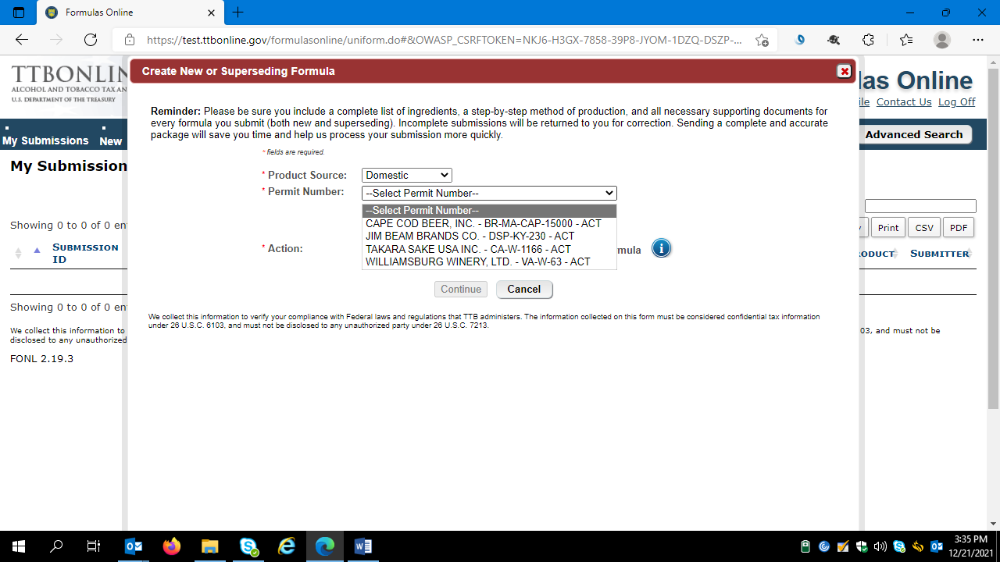 Formulas Online
https://test.ttbonline.gov/formulasonline/uniform.do#&OWASP_CSRFTOKEN=NKJ6-H3GX-7858-39P8-JYOM-1DZQ-DSZP-...
TTBONLIN
ALCOHOL AND TOBACCO TAX AN
U.S. DEPARTMENT OF THE TREASURY
las Online
ile Contact Us Log Off
My Submissions New
Advanced Search
My Submission
Create New or Superseding Formula
Reminder: Please be sure you include a complete list of ingredients, a step-by-step method of production, and all necessary supporting documents for
every formula you submit (both new and superseding). Incomplete submissions will be returned to you for correction. Sending a complete and accurate
package will save you time and help us process your submission more quickly.
* fields are required.
* Product Source: Domestic
* Permit Number: --Select Permit Number--
--Select Permit Number--
CAPE COD BEER, INC. - BR-MA-CAP-15000 - ACT
JIM BEAM BRANDS CO. - DSP-KY-230 - ACT
TAKARA SAKE USA INC. - CA-W-1166 - ACT
WILLIAMSBURG WINERY, LTD. - VA-W-63 - ACT
* Action: mula i
Continue Cancel
We collect this information to verify your compliance with Federal laws and regulations that TTB administers. The information collected on this form must be considered confidential tax information
under 26 U.S.C. 6103, and must not be disclosed to any unauthorized party under 26 U.S.C. 7213.
Showing 0 to 0 of 0 en
y Print CSV PDF
SUBMISSION
ID
RODUCT SUBMITTER
Showing 0 to 0 of 0 en
We collect this information to
03, and must not be
disclosed to any unauthorized
FONL 2.19.3
3:35 PM
12/21/2021